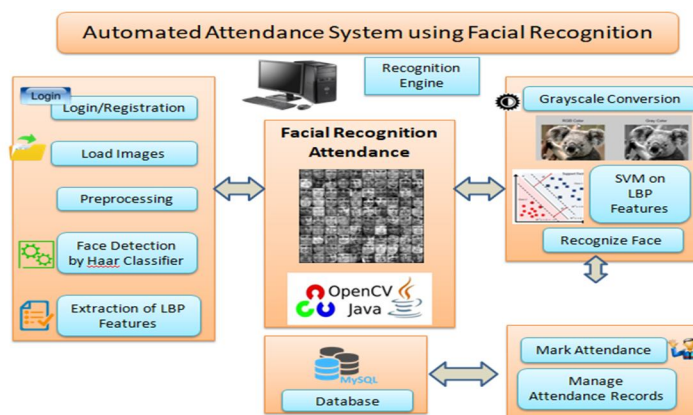 Automated Attendance System using Facial Recognition
Login
Login/Registration
Load Images
Preprocessing
Face Detection
by Haar Classifier
Extraction of LBP
Features
Recognition
Engine
Facial Recognition
Attendance
OpenCV
Java
MySQL
Database
Grayscale Conversion
RGB Color
Gray Color
SVM on
LBP
Features
Recognize Face
Mark Attendance
Manage
Attendance Records